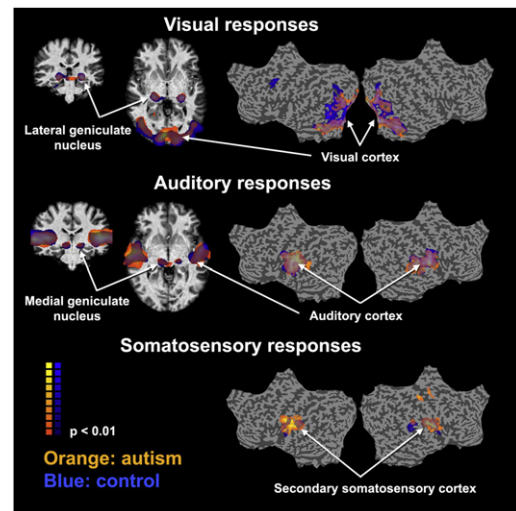 Visual responses
Lateral geniculate
nucleus
Visual cortex
Auditory responses
Medial geniculate
nucleus
Auditory cortex
Somatosensory responses
p < 0.01
Orange: autism
Blue: control
Secondary somatosensory cortex